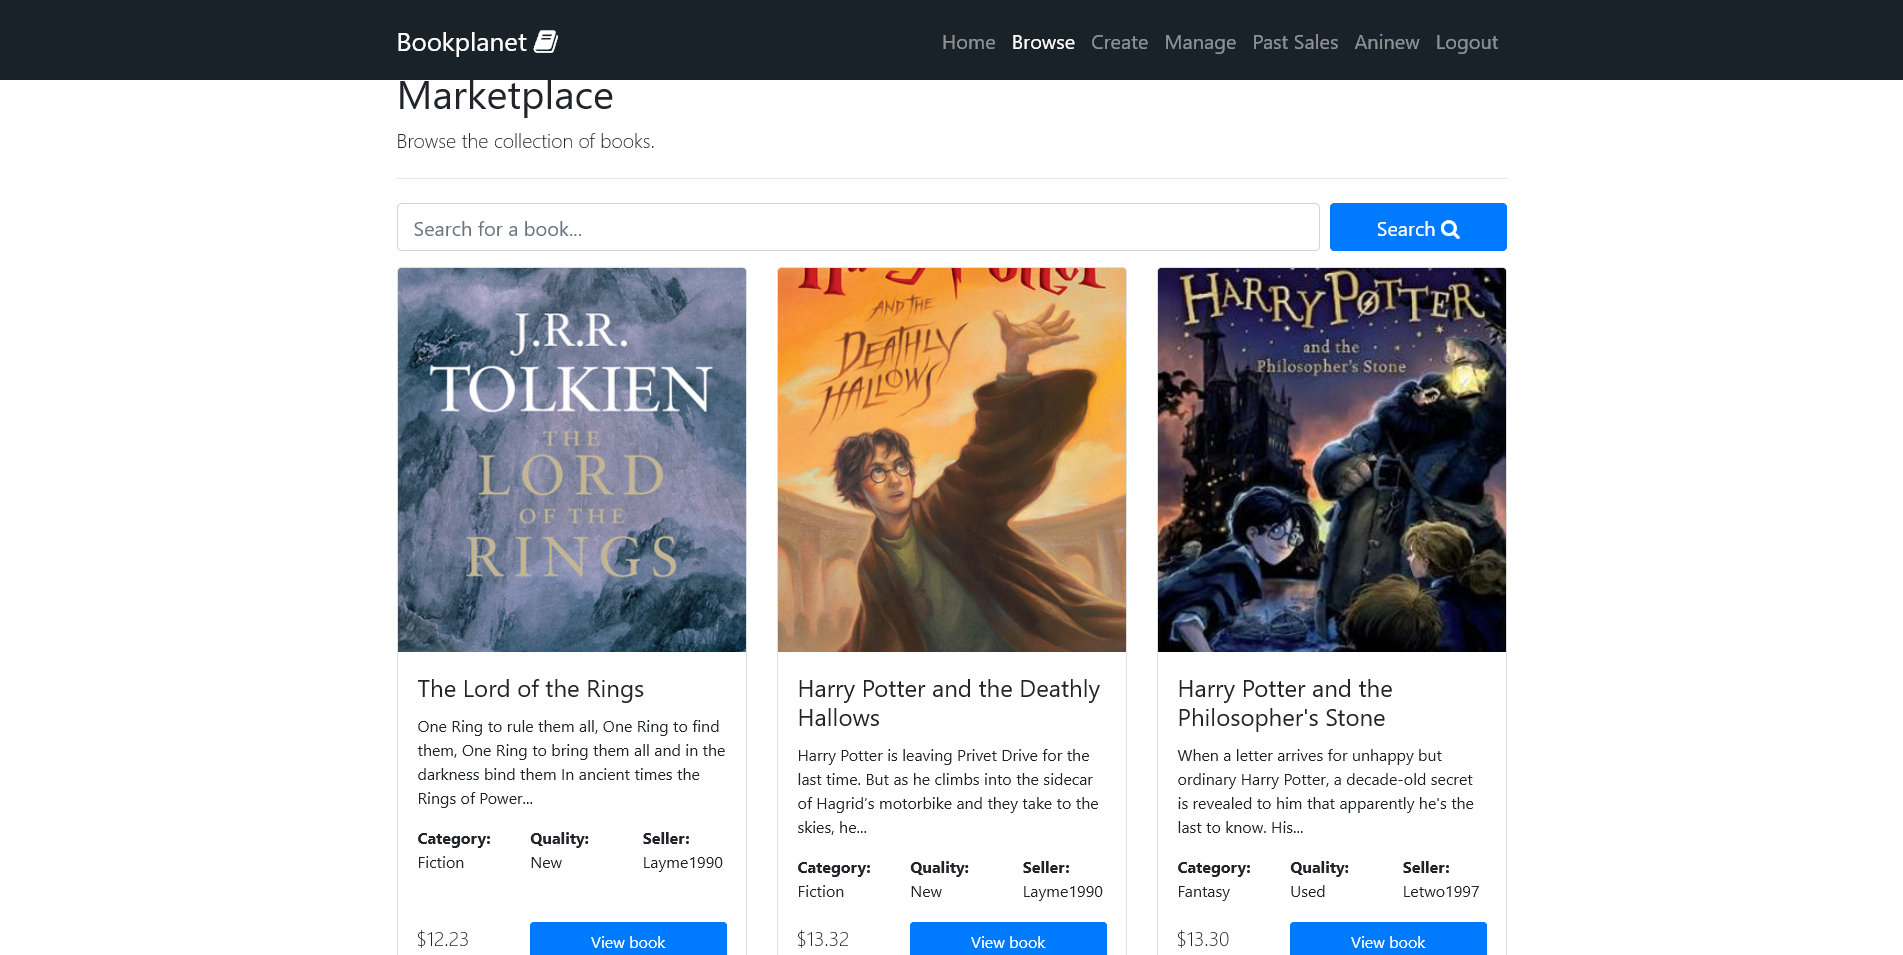 Bookplanet
Home Browse Create Manage Past Sales Aninew Logout
Marketplace
Browse the collection of books.
Search for a book...
Search
J.R.R.
TOLKIEN
THE
LORD
OF THE
RINGS
Harry Potter
AND THE
DEATHLY
HALLOWS
HARRY POTTER
and the
Philosopher's Stone
The Lord of the Rings
One Ring to rule them all, One Ring to find
them, One Ring to bring them all and in the
darkness bind them In ancient times the
Rings of Power...
Category: Quality: Seller:
Fiction New Layme1990
$12.23 View book
Harry Potter and the Deathly
Hallows
Harry Potter is leaving Privet Drive for the
last time. But as he climbs into the sidecar
of Hagrid’s motorbike and they take to the
skies, he...
Category: Quality: Seller:
Fiction New Layme1990
$13.32 View book
Harry Potter and the
Philosopher's Stone
When a letter arrives for unhappy but
ordinary Harry Potter, a decade-old secret
is revealed to him that apparently he's the
last to know. His...
Category: Quality: Seller:
Fantasy Used Letwo1997
$13.30 View book